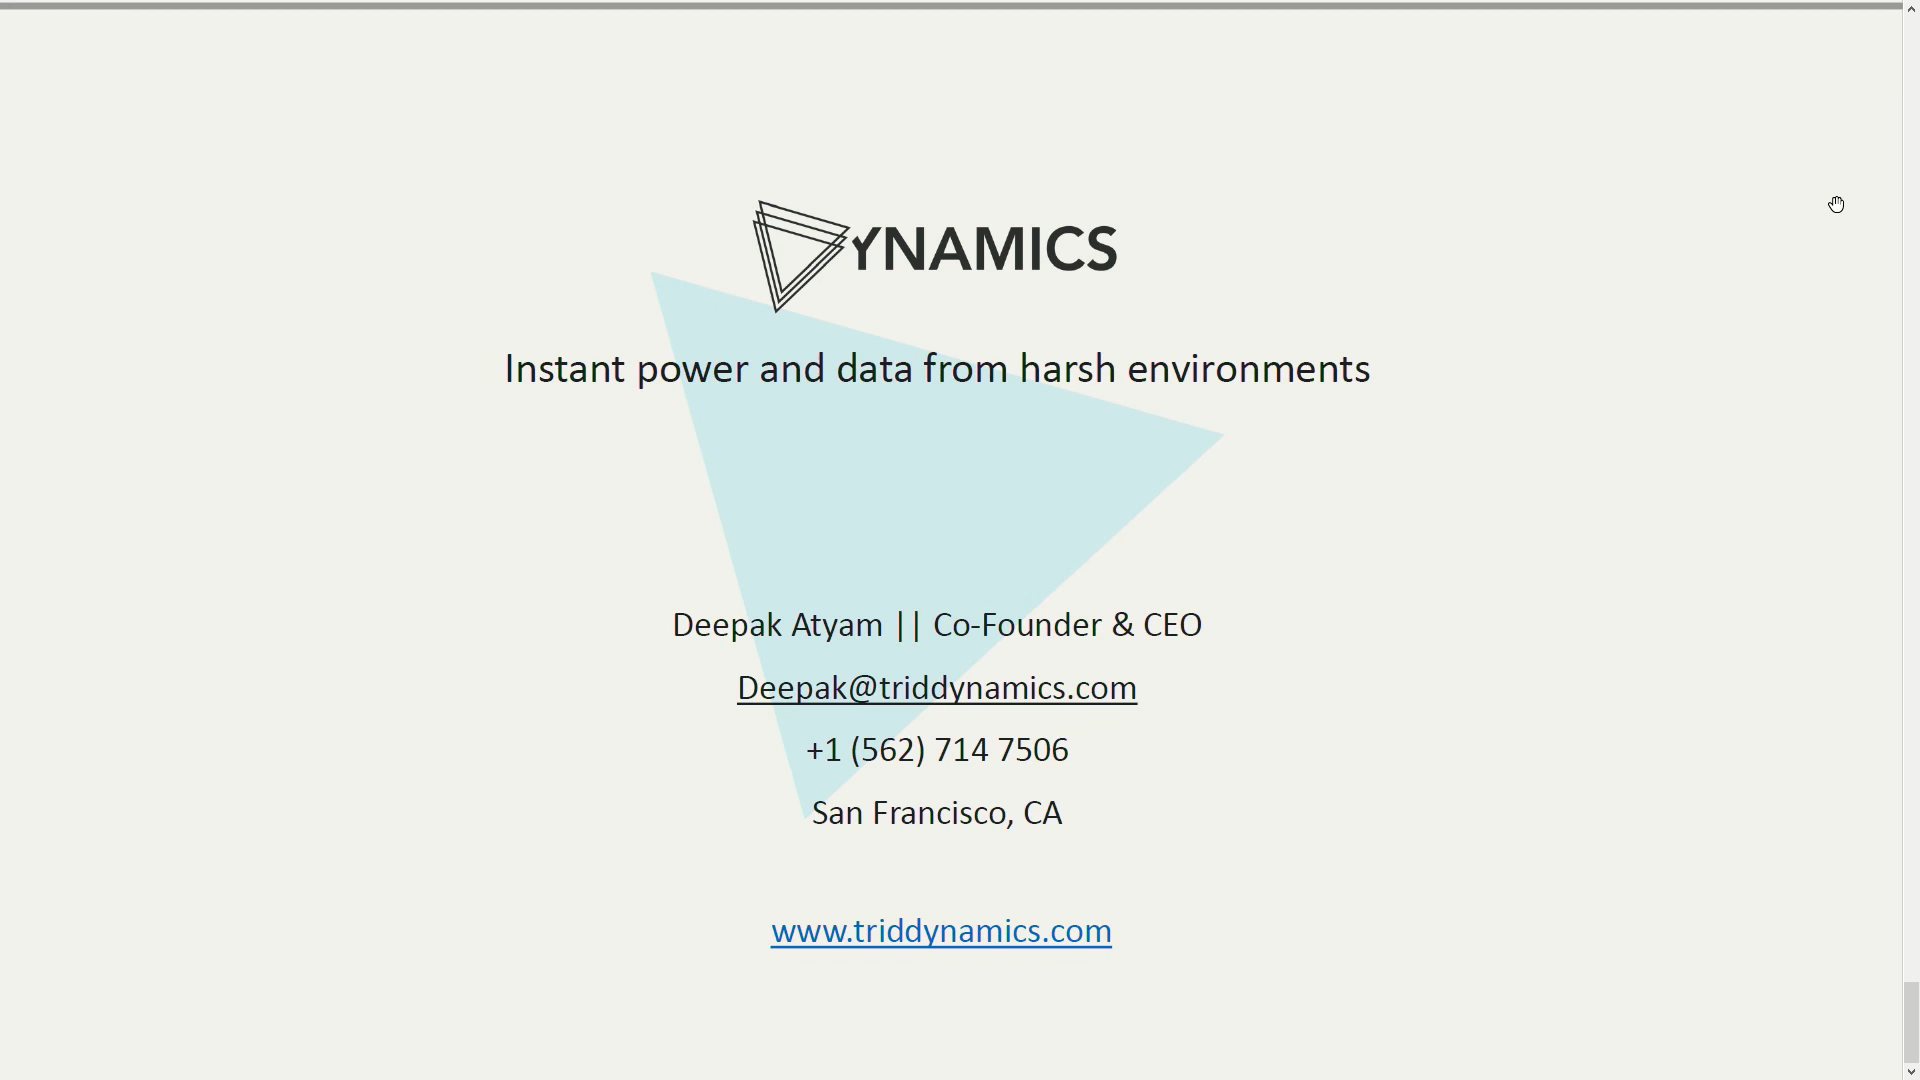 YNAMICS
Instant power and data from harsh environments
Deepak Atyam || Co-Founder & CEO
Deepak@triddynamics.com
+1 (562) 714 7506
San Francisco, CA
www.triddynamics.com